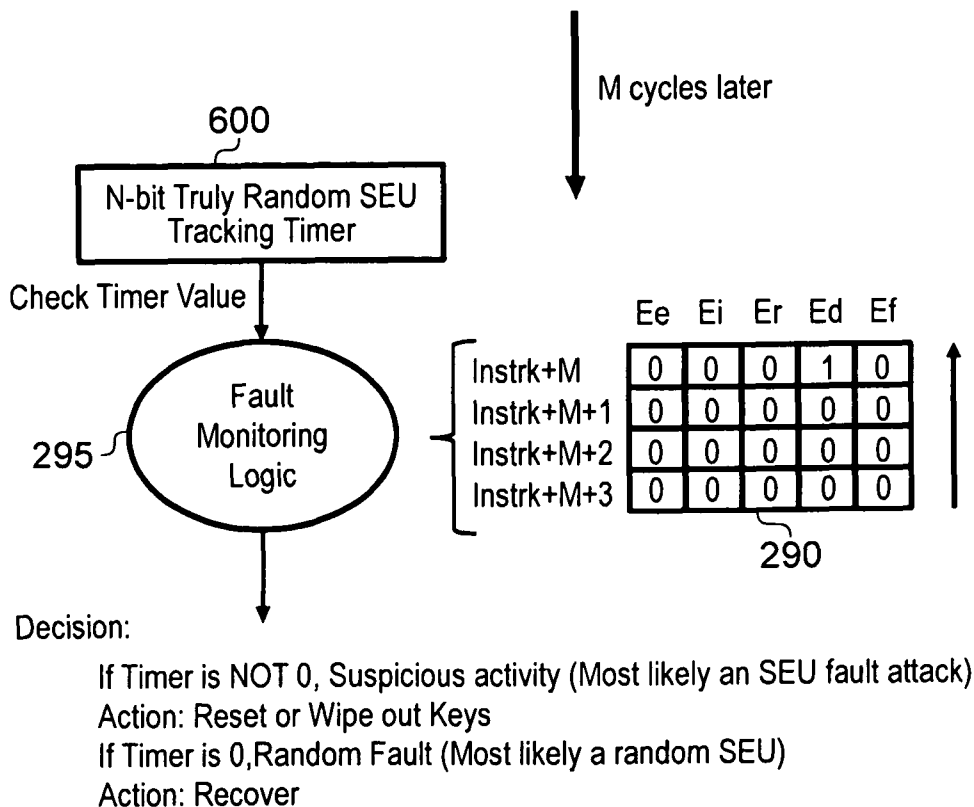 M cycles later
600
N-bit Truly Random SEU
Tracking Timer
Check Timer Value
Fault
Monitoring
Logic
295
Ee Ei Er Ed Ef
Instrk+M 0 0 0 1 0
Instrk+M+1 0 0 0 0 0
Instrk+M+2 0 0 0 0 0
Instrk+M+3 0 0 0 0 0
290
Decision:
If Timer is NOT 0, Suspicious activity (Most likely an SEU fault attack)
Action: Reset or Wipe out Keys
If Timer is 0,Random Fault (Most likely a random SEU)
Action: Recover